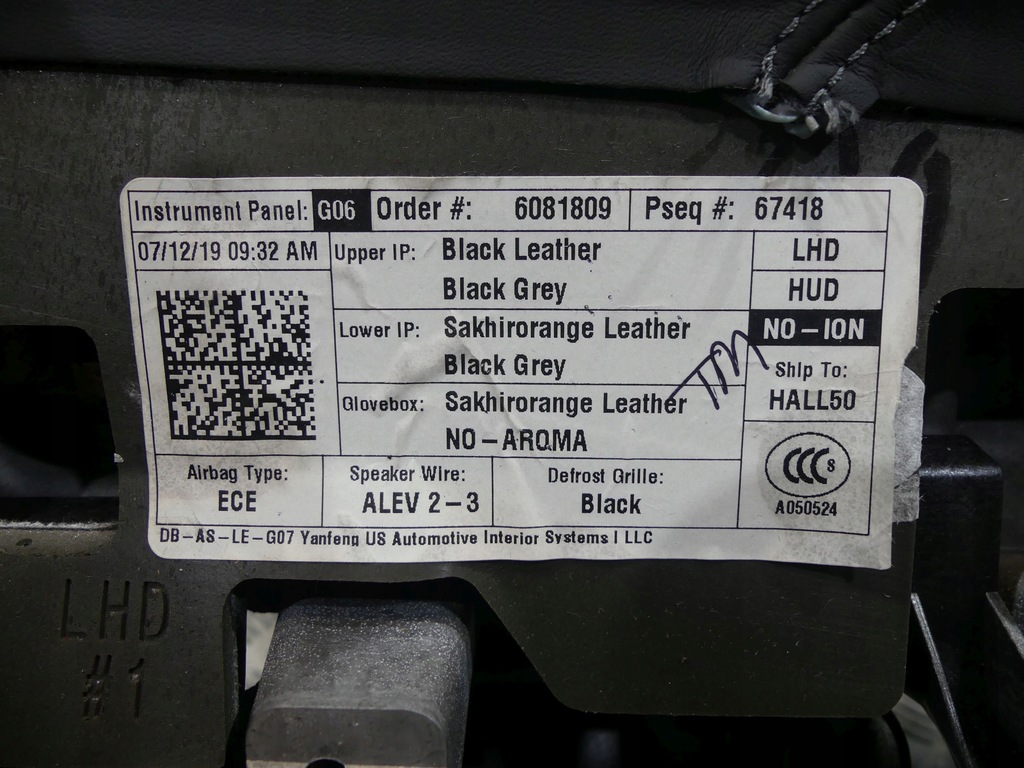 Instrument Panel: G06 Order #: 6081809 Pseq #: 67418
07/12/19 09:32 AM
Upper IP: Black Leather
Black Grey
LHD
HUD
Lower IP: Sakhirorange Leather
Black Grey
NO-ION
Ship To:
HALL50
Glovebox: Sakhirorange Leather
NO-AROMA
Airbag Type:
ECE
Speaker Wire:
ALEV 2-3
Defrost Grille:
Black
CCC S
A050524
DB-AS-LE-G07 Yanfeng US Automotive Interior Systems I LLC
LHD
#1